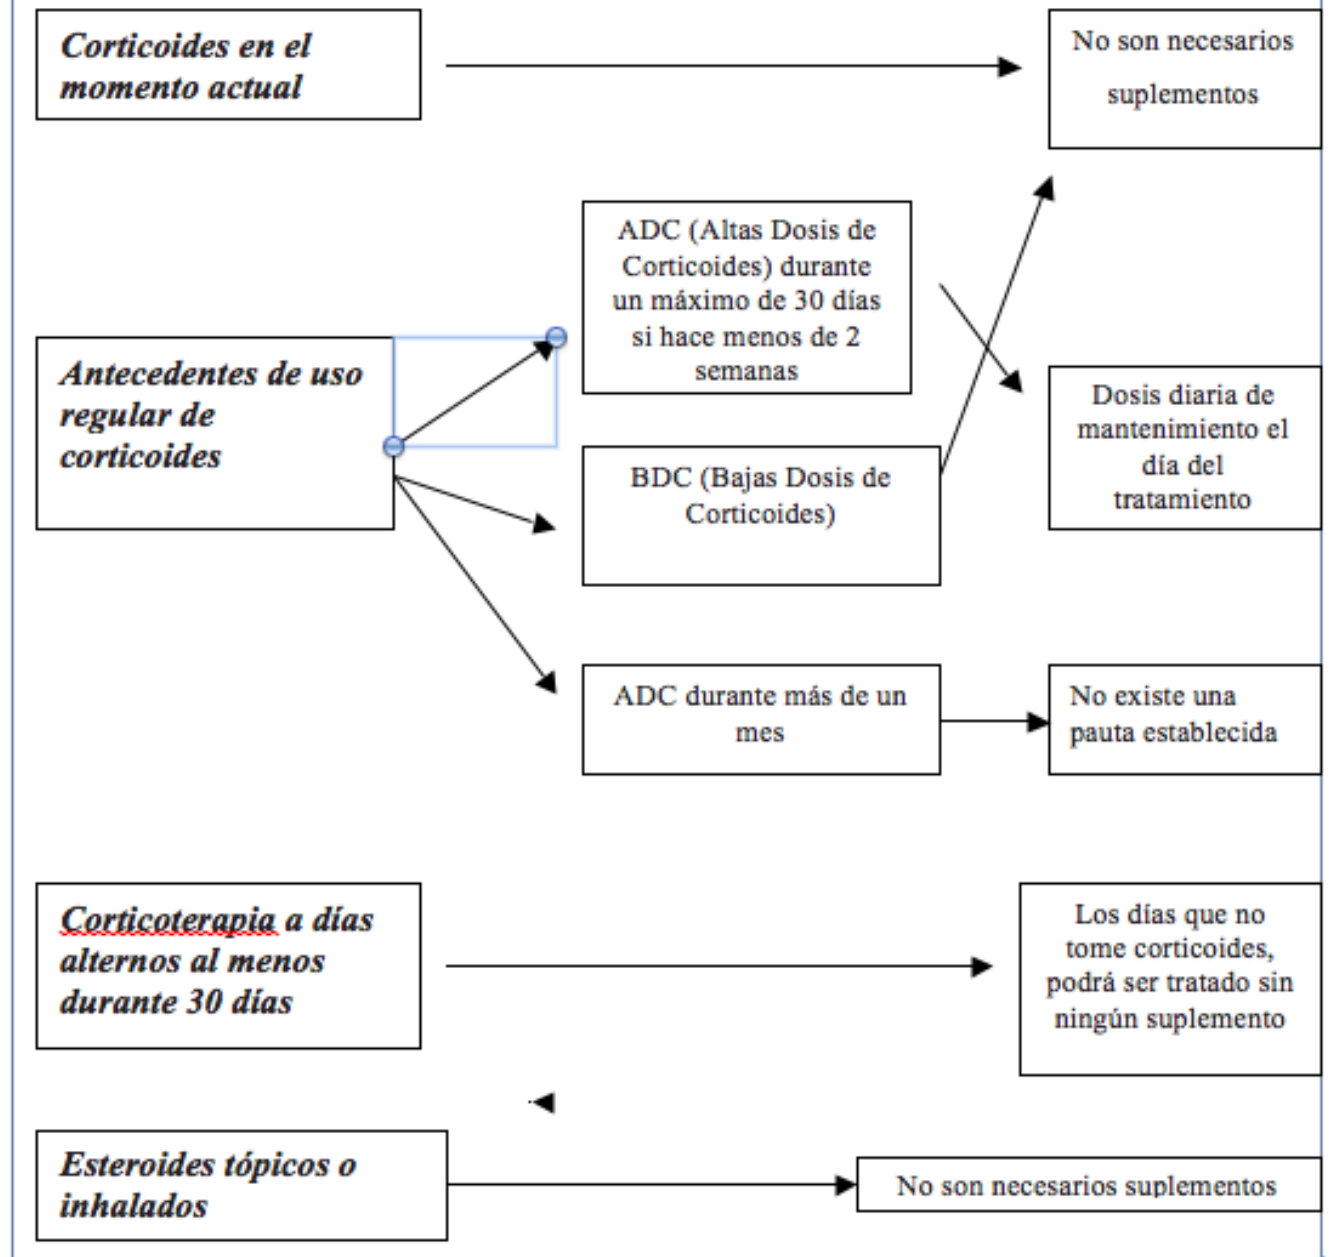 Corticoides en el
momento actual
No son necesarios
suplementos
ADC (Altas Dosis de
Corticoides) durante
un máximo de 30 días
si hace menos de 2
semanas
Antecedentes de uso
regular de
corticoides
Dosis diaria de
mantenimiento el
día del
tratamiento
BDC (Bajas Dosis de
Corticoides)
ADC durante más de un
mes
No existe una
pauta establecida
Corticoterapia a días
alternos al menos
durante 30 días
Los días que no
tome corticoides,
podrá ser tratado sin
ningún suplemento
Esteroides tópicos o
inhalados
No son necesarios suplementos